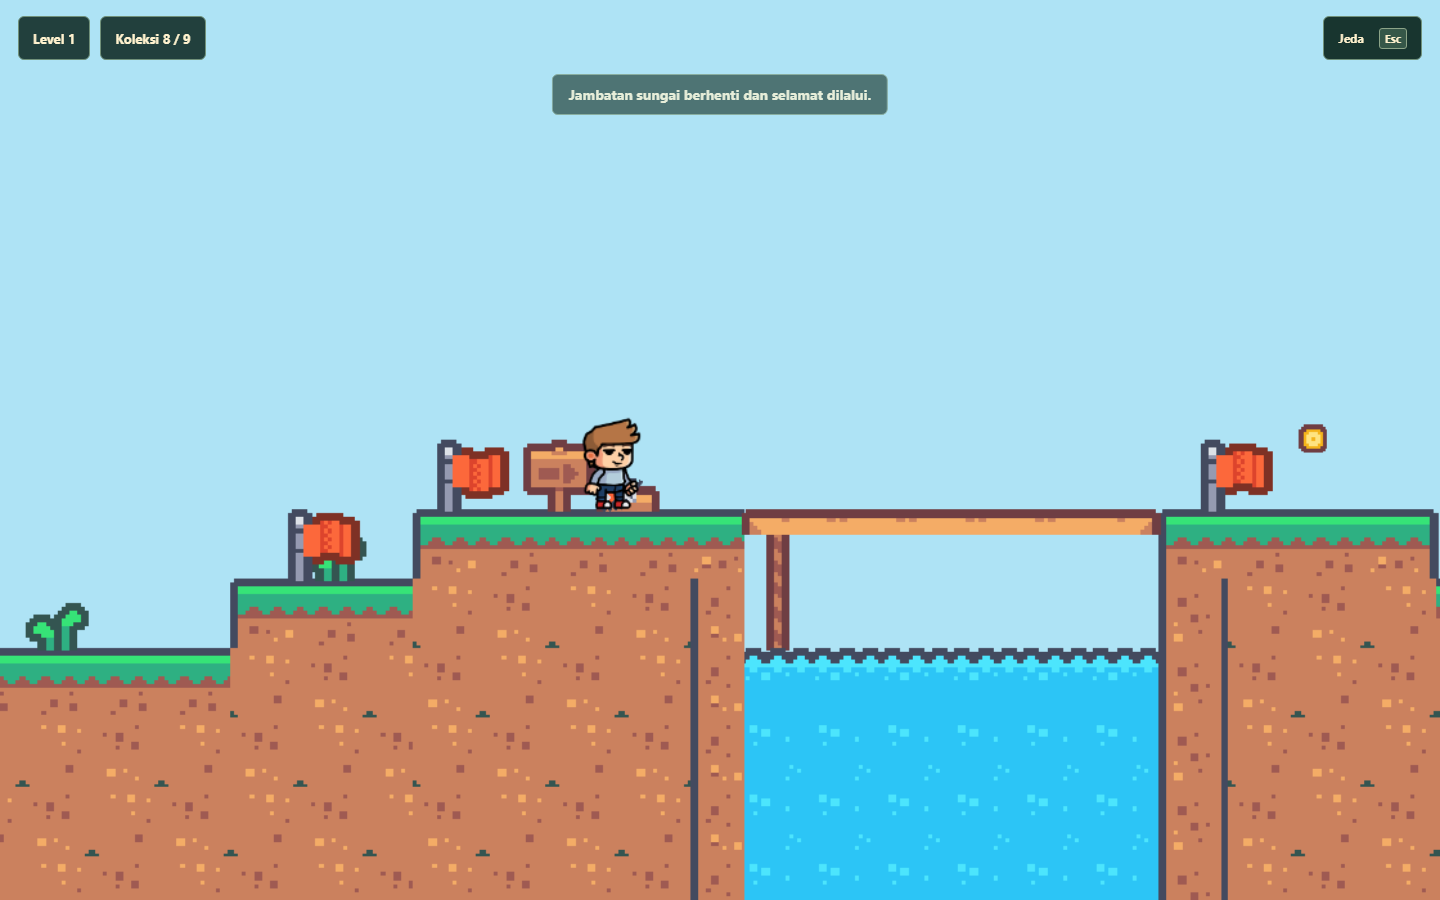 Level 1
Koleksi 8 / 9
Jeda Esc
Jambatan sungai berhenti dan selamat dilalui.